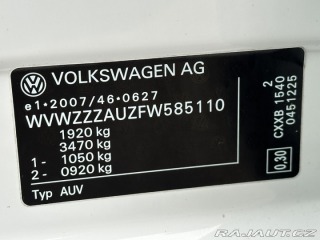 VOLKSWAGEN AG
e1*2007/46*0627
WVWZZZAUZFW585110
1920 kg
3470 kg
1- 1050 kg
2- 0920 kg
Typ AUV
2
CXXB 1540
0451225
0,30
RAJAUT.CZ